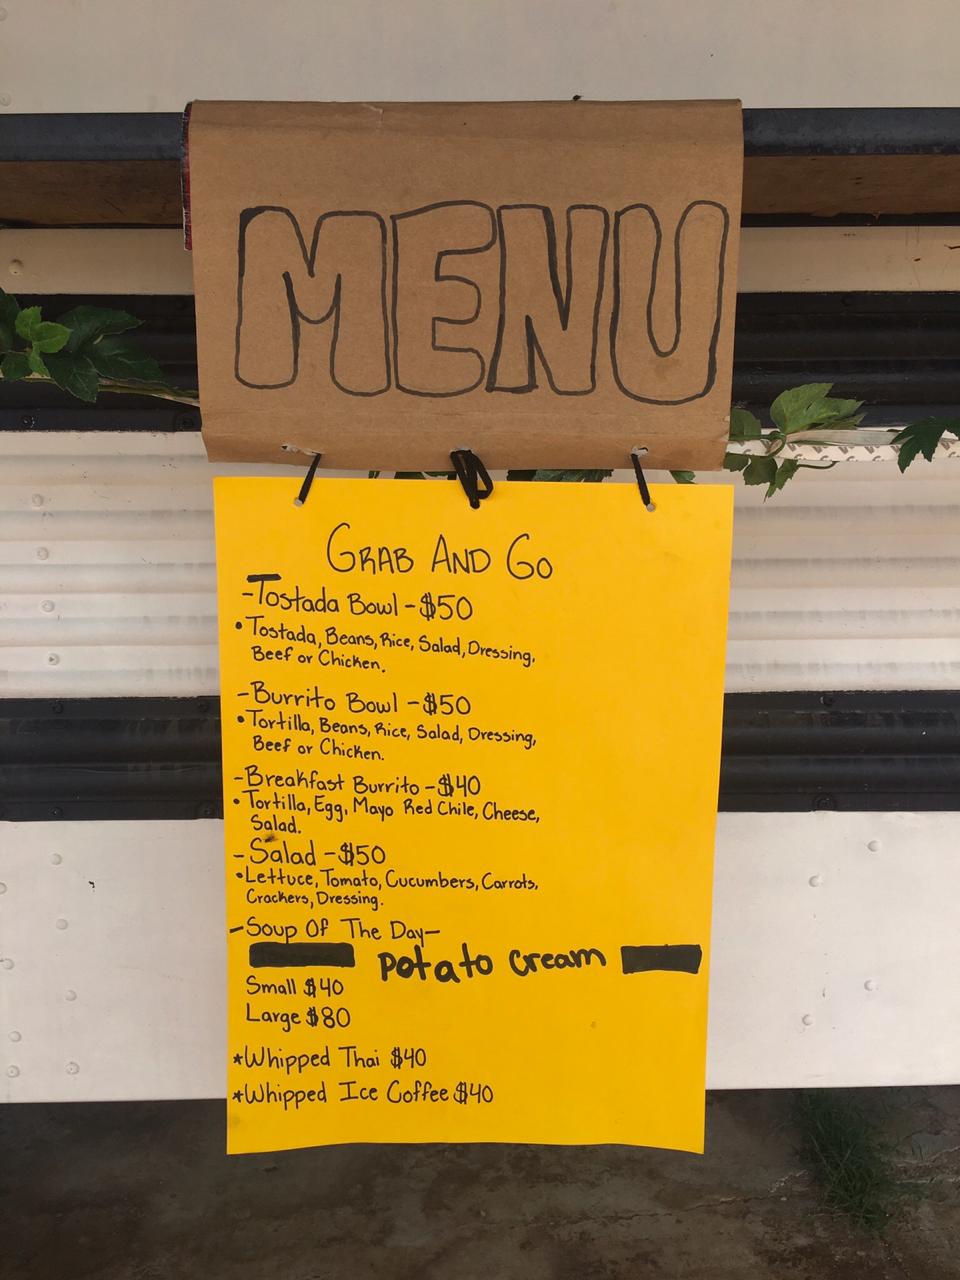 MENU
GRAB AND GO
-Tostada Bowl -$50
•Tostada, Beans, Rice, Salad, Dressing,
Beef or Chicken.
-Burrito Bowl -$50
•Tortilla, Beans, Rice, Salad, Dressing,
Beef or Chicken.
-Breakfast Burrito -$40
•Tortilla, Egg, Mayo Red Chile, Cheese,
Salad.
-Salad -$50
•Lettuce, Tomato, Cucumbers, Carrots,
Crackers, Dressing.
-Soup Of The Day-
Potato Cream
Small $40
Large $80
*Whipped Thai $40
*Whipped Ice Coffee $40